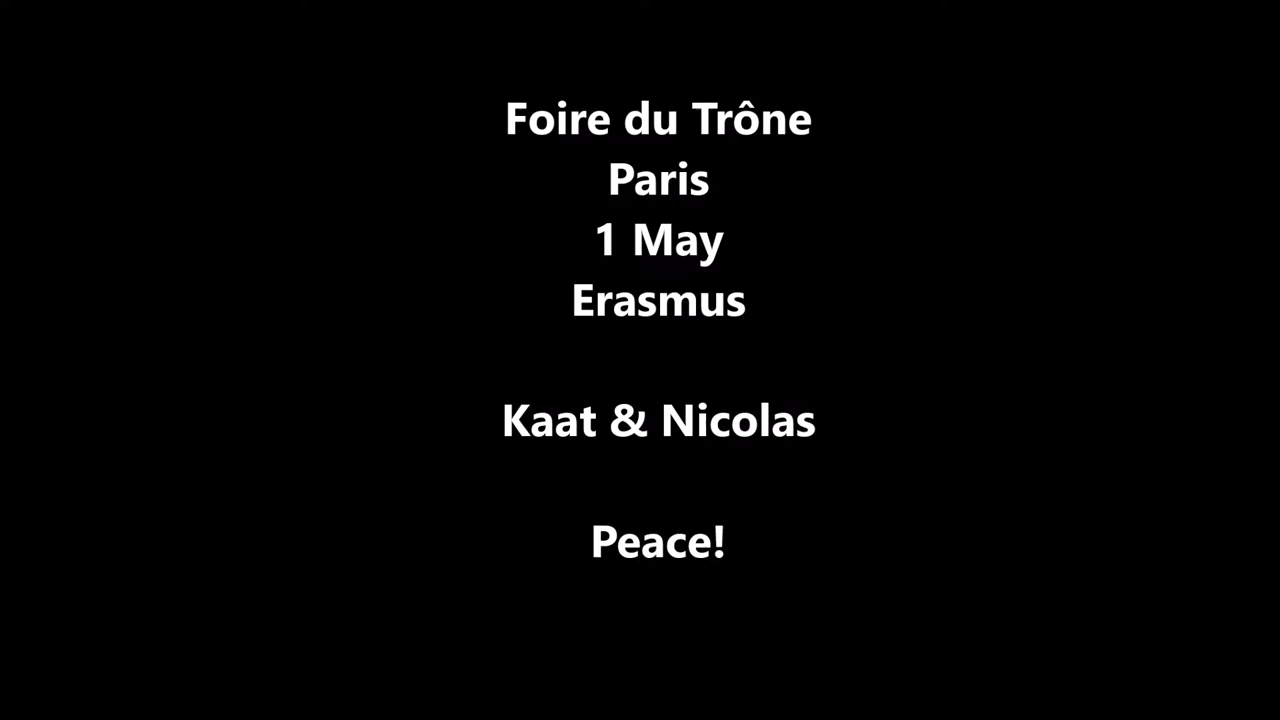 Foire du Trône
Paris
1 May
Erasmus
Kaat & Nicolas
Peace!